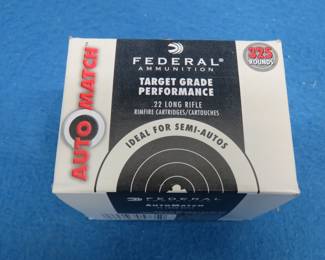 AUTO MATCH
FEDERAL
AMMUNITION
325
ROUNDS
TARGET GRADE
PERFORMANCE
.22 LONG RIFLE
RIMFIRE CARTRIDGES/CARTOUCHES
IDEAL FOR SEMI-AUTOS
FEDERAL
AUTOMATCH